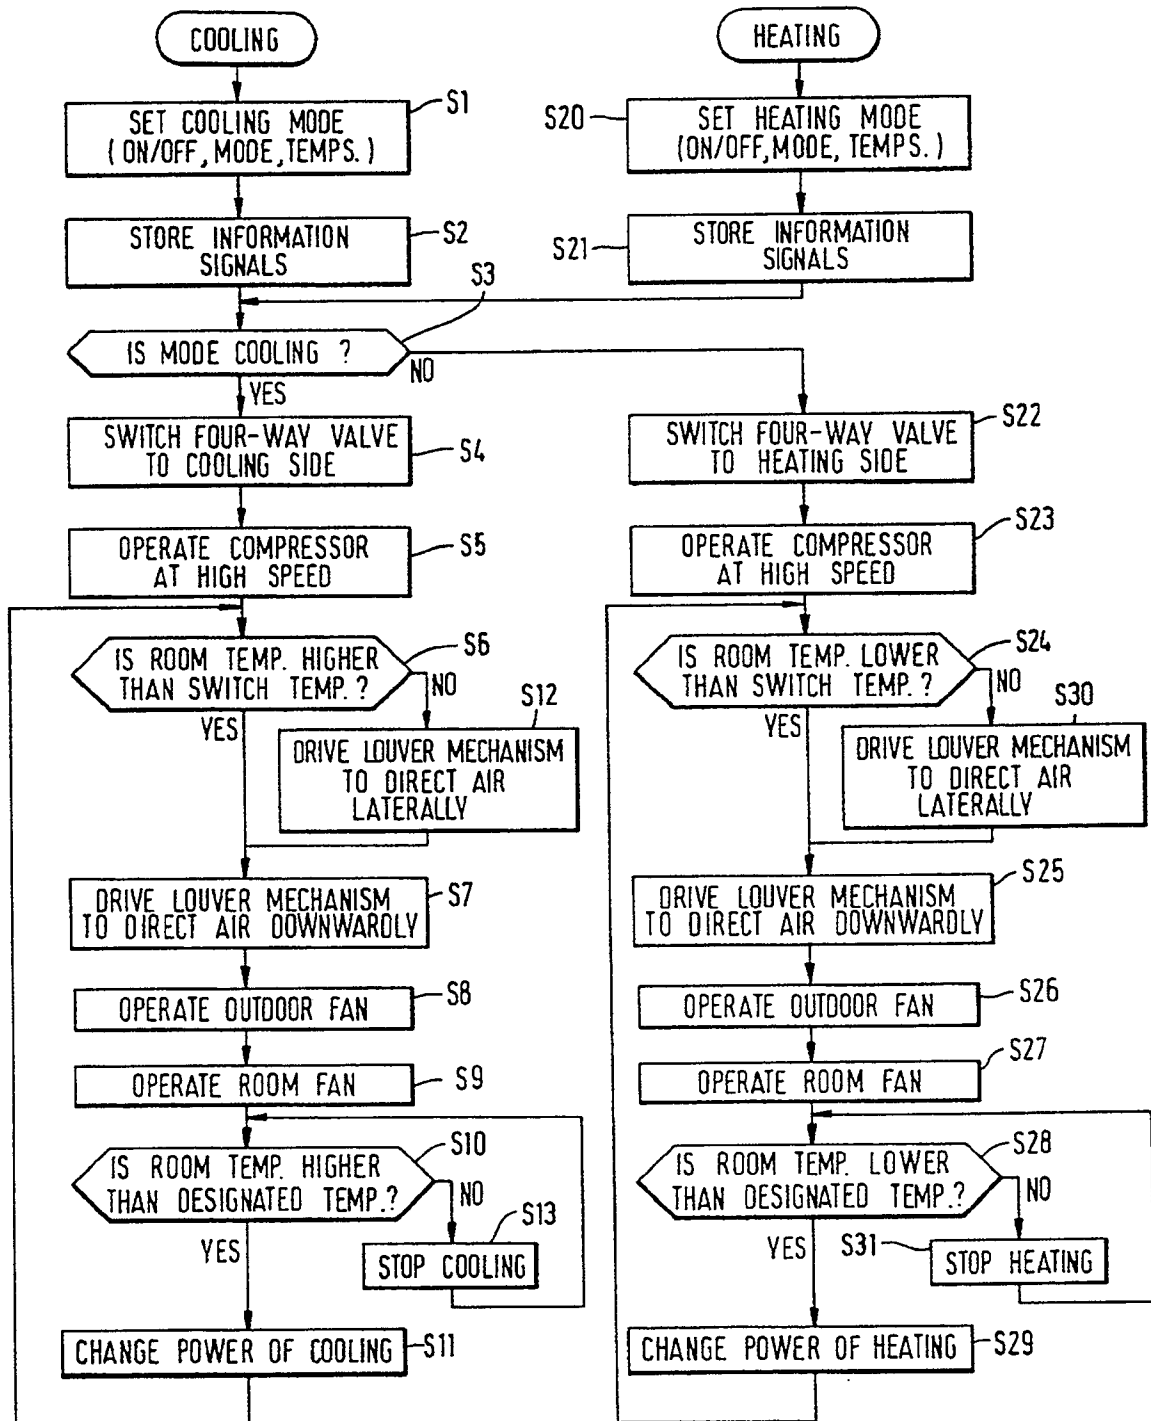 COOLING
S1
SET COOLING MODE
(ON/OFF, MODE, TEMPS.)
S2
STORE INFORMATION
SIGNALS
S3
IS MODE COOLING ?
NO
YES
SWITCH FOUR-WAY VALVE
TO COOLING SIDE
S4
OPERATE COMPRESSOR
AT HIGH SPEED
S5
IS ROOM TEMP. HIGHER
THAN SWITCH TEMP. ?
S6
NO
YES
S12
DRIVE LOUVER MECHANISM
TO DIRECT AIR
LATERALLY
DRIVE LOUVER MECHANISM
TO DIRECT AIR DOWNWARDLY
S7
OPERATE OUTDOOR FAN
S8
OPERATE ROOM FAN
S9
IS ROOM TEMP. HIGHER
THAN DESIGNATED TEMP.?
S10
NO
YES
S13
STOP COOLING
CHANGE POWER OF COOLING
S11
HEATING
S20
SET HEATING MODE
(ON/OFF, MODE, TEMPS.)
S21
STORE INFORMATION
SIGNALS
SWITCH FOUR-WAY VALVE
TO HEATING SIDE
S22
OPERATE COMPRESSOR
AT HIGH SPEED
S23
IS ROOM TEMP. LOWER
THAN SWITCH TEMP. ?
S24
NO
YES
S30
DRIVE LOUVER MECHANISM
TO DIRECT AIR
LATERALLY
DRIVE LOUVER MECHANISM
TO DIRECT AIR DOWNWARDLY
S25
OPERATE OUTDOOR FAN
S26
OPERATE ROOM FAN
S27
IS ROOM TEMP. LOWER
THAN DESIGNATED TEMP.?
S28
NO
YES
S31
STOP HEATING
CHANGE POWER OF HEATING
S29